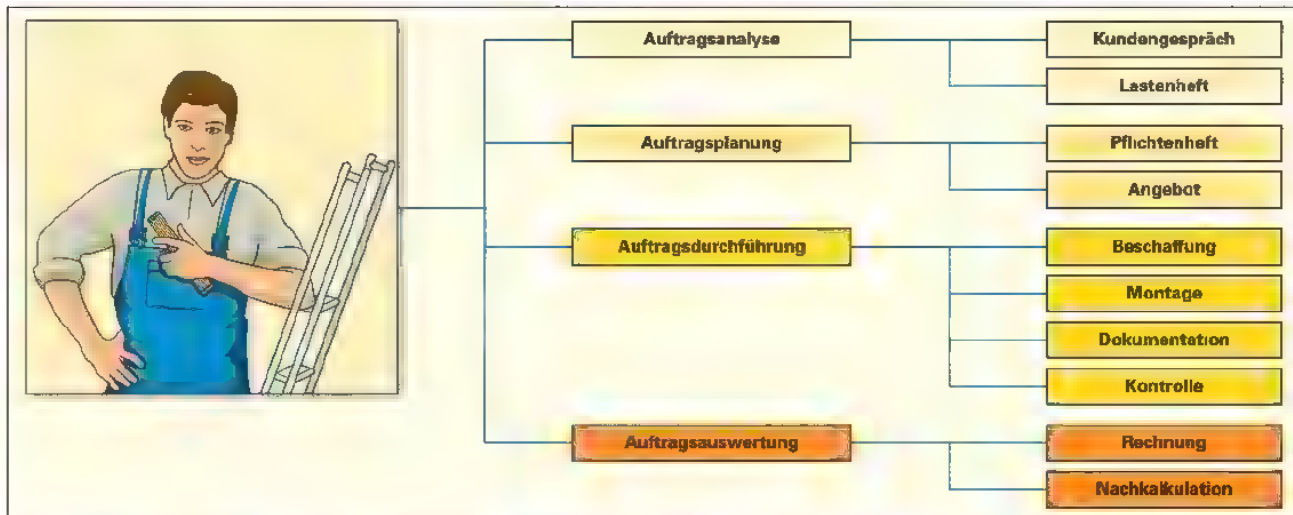 Auftragsanalyse
Kundengespräch
Lastenheft
Auftragsplanung
Pflichtenheft
Angebot
Auftragsdurchführung
Beschaffung
Montage
Dokumentation
Kontrolle
Auftragsauswertung
Rechnung
Nachkalkulation